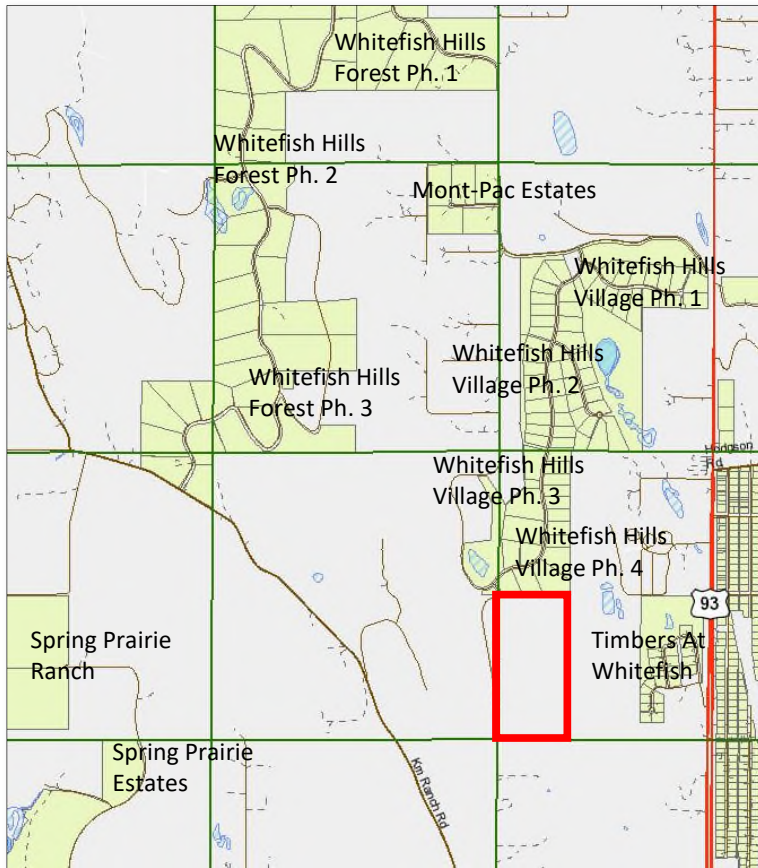 Whitefish Hills
Forest Ph. 1
Whitefish Hills
Forest Ph. 2
Mont-Pac Estates
Whitefish Hills
Village Ph. 1
Whitefish Hills
Village Ph. 2
Whitefish Hills
Forest Ph. 3
Hodgson
Rd
Whitefish Hills
Village Ph. 3
Whitefish Hills
Village Ph. 4
93
Spring Prairie
Ranch
Timbers At
Whitefish
Spring Prairie
Estates
Km Ranch Rd